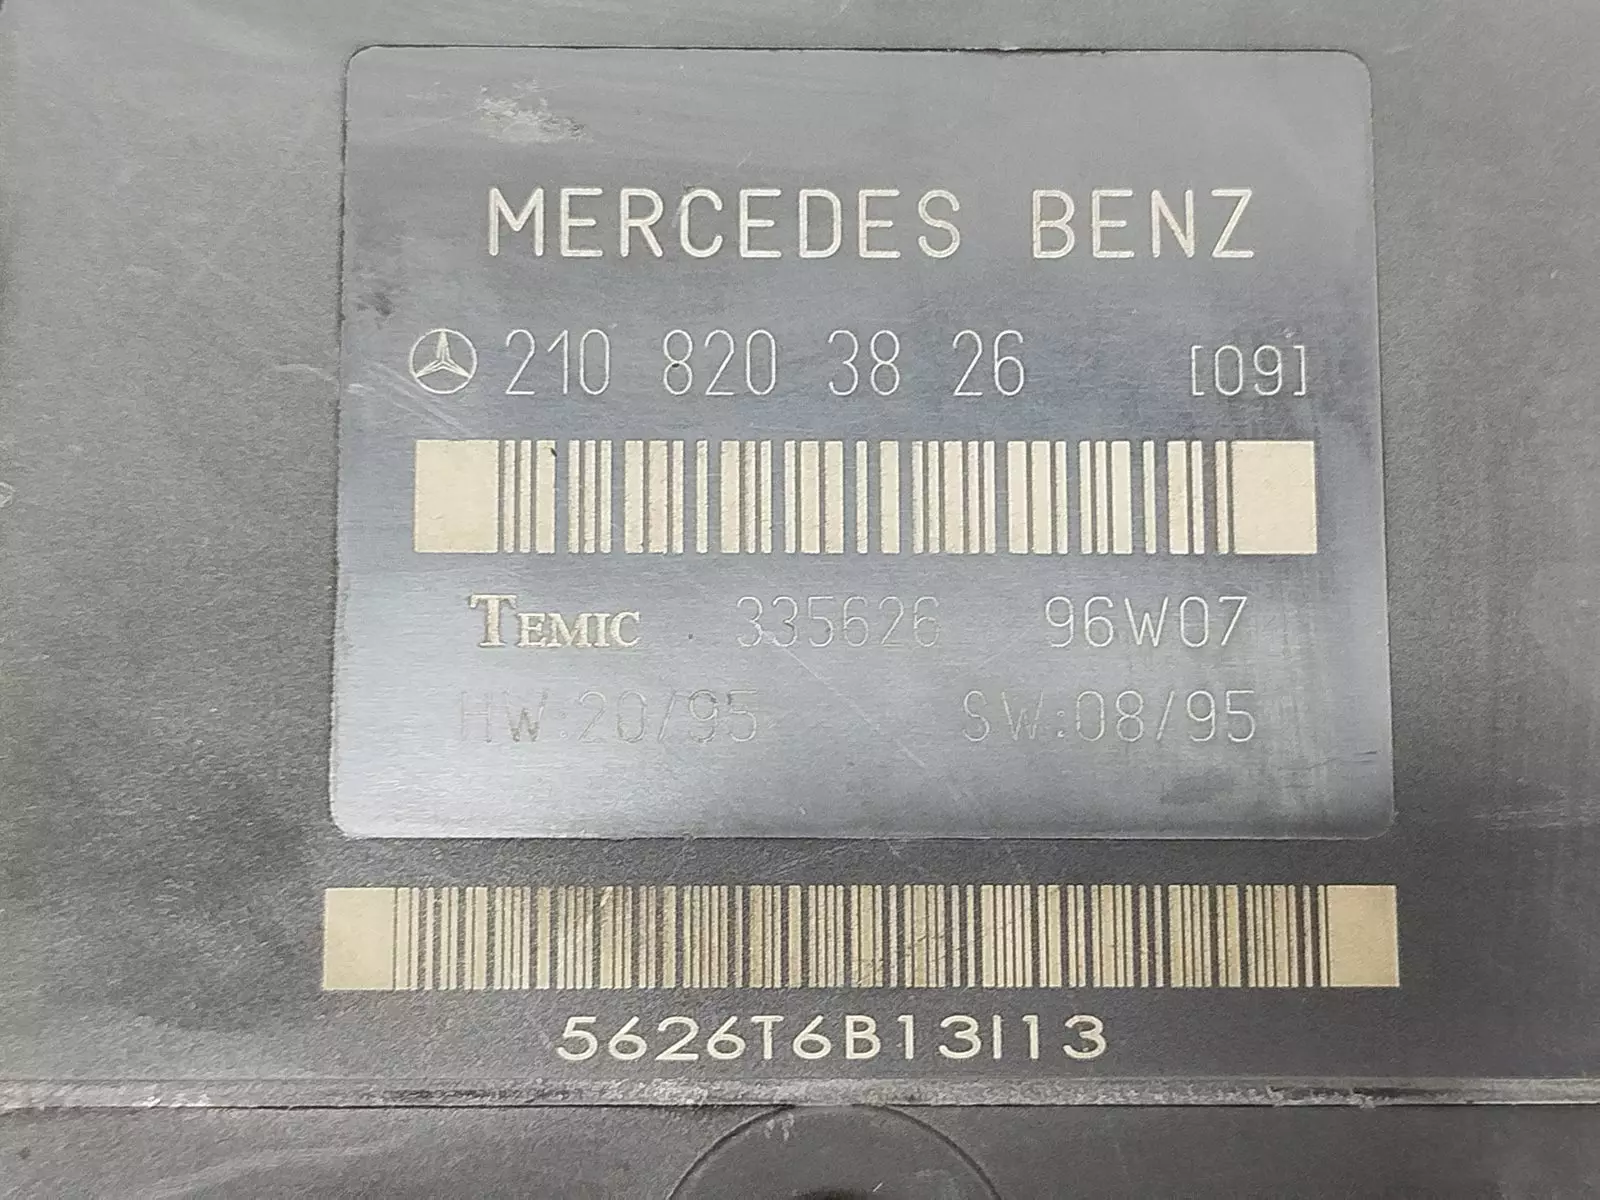 MERCEDES BENZ
210 820 38 26 [09]
TEMIC 335626 96W07
HW:20/95 SW:08/95
5626T6B13I13